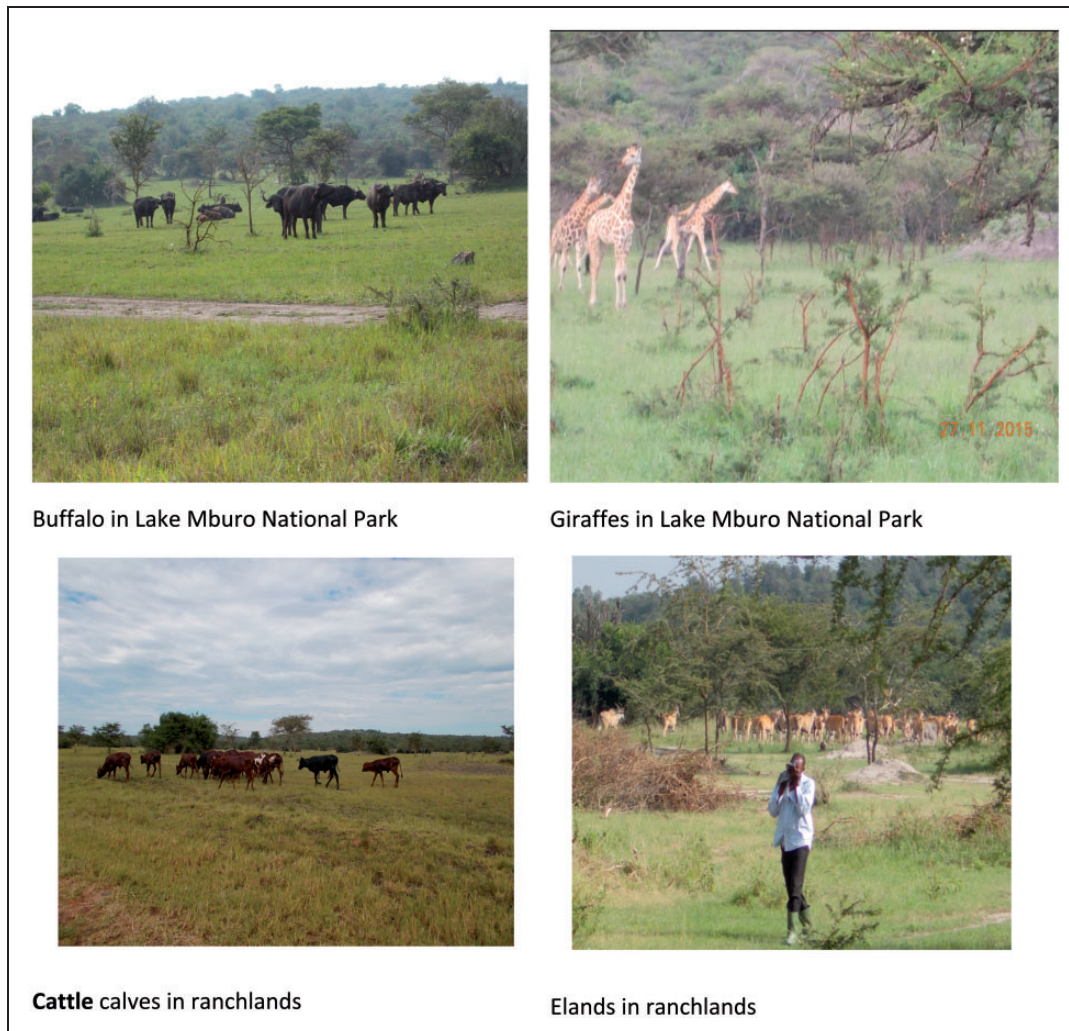 27 11 2015
Buffalo in Lake Mburo National Park
Giraffes in Lake Mburo National Park
Cattle calves in ranchlands
Elands in ranchlands